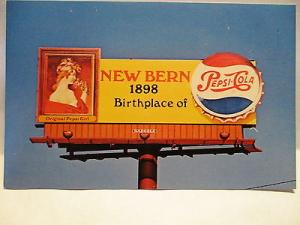 NEW BERN
1898
Birthplace of
PEPSI-COLA
Original Pepsi Girl